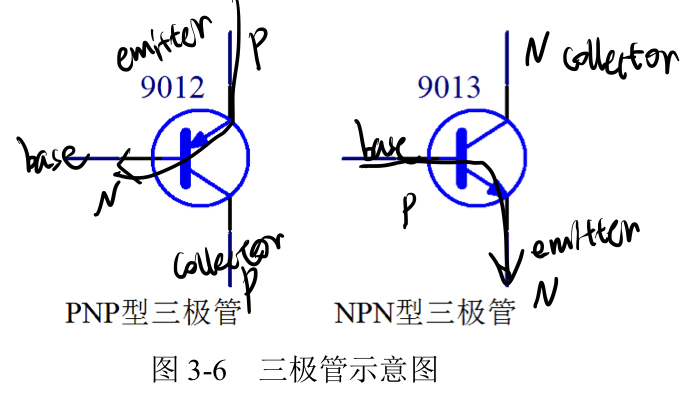 emitter P
N collector
9012
9013
base
base
N
P
collector
P
emitter
N
PNP型三极管
NPN型三极管
图 3-6 三极管示意图